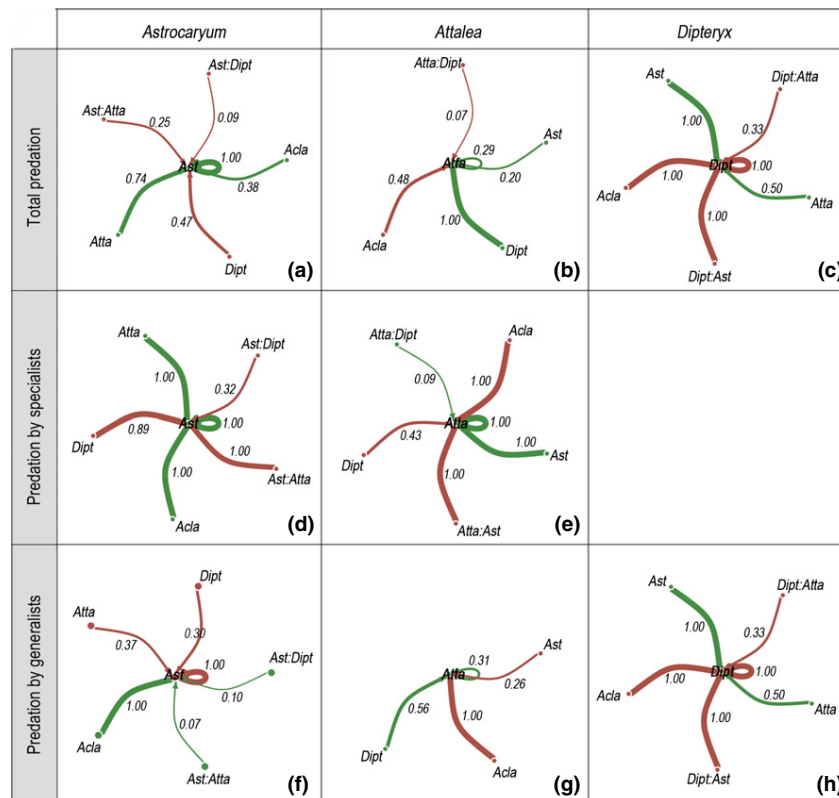 Astrocaryum Attalea Dipteryx
Total predation
Ast:Dipt
Ast:Atta
0.25
0.09
Acla
Ast
1.00
0.74
0.38
0.47
Atta
Dipt
(a)
Atta:Dipt
0.07
Ast
0.29
Atta
0.20
0.48
1.00
Acla
Dipt
(b)
Ast
Dipt:Atta
1.00
0.33
Dipt
1.00
Acla
1.00
0.50
Atta
1.00
Dipt:Ast
(c)
Predation by specialists
Atta
Ast:Dipt
1.00
0.32
Ast
1.00
Dipt
0.89
1.00
1.00
Ast:Atta
Acla
(d)
Acla
Atta:Dipt
0.09
1.00
Atta
1.00
0.43
1.00
Dipt
Ast
1.00
Atta:Ast
(e)
Predation by generalists
Dipt
Atta
0.37
0.30
Ast
1.00
Ast:Dipt
1.00
0.10
0.07
Acla
Ast:Atta
(f)
Ast
0.31
Atta
0.26
0.56
1.00
Dipt
Acla
(g)
Ast
Dipt:Atta
1.00
0.33
Dipt
1.00
Acla
1.00
0.50
Atta
1.00
Dipt:Ast
(h)